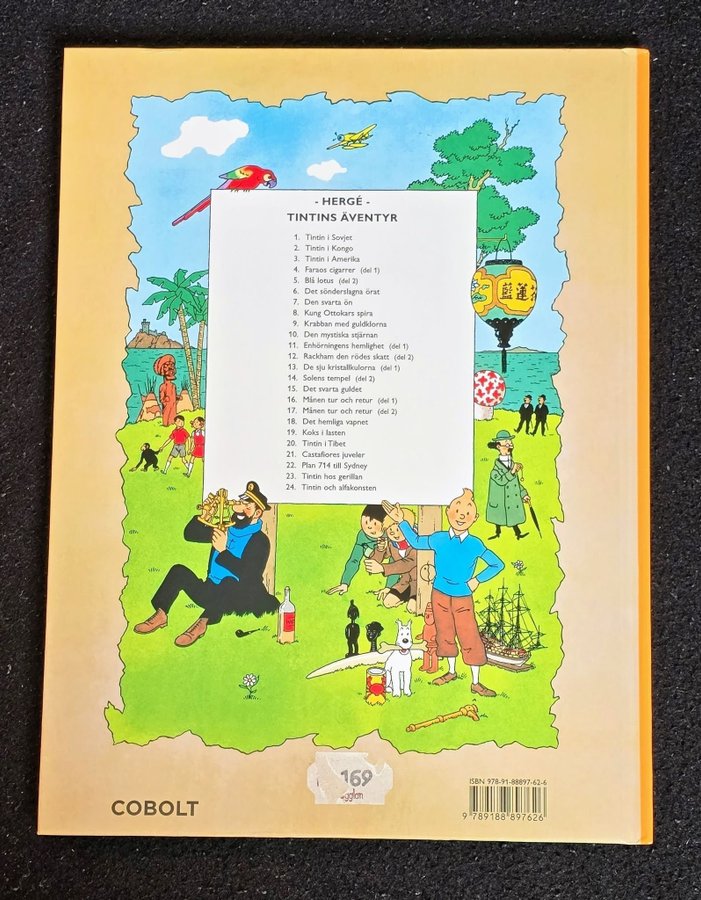 - HERGÉ -
TINTINS ÄVENTYR
1. Tintin i Sovjet
2. Tintin i Kongo
3. Tintin i Amerika
4. Faraos cigarrer (del 1)
5. Blå lotus (del 2)
6. Det sönderslagna örat
7. Den svarta ön
8. Kung Ottokars spira
9. Krabban med guldklorna
10. Den mystiska stjärnan
11. Enhörningens hemlighet (del 1)
12. Rackham den rödes skatt (del 2)
13. De sju kristallkulorna (del 1)
14. Solens tempel (del 2)
15. Det svarta guldet
16. Månen tur och retur (del 1)
17. Månen tur och retur (del 2)
18. Det hemliga vapnet
19. Koks i lasten
20. Tintin i Tibet
21. Castafiores juveler
22. Plan 714 till Sydney
23. Tintin hos gerillan
24. Tintin och alfakonsten
藍蓮
169
COBOLT
ISBN 978-91-88897-62-6
9 789188 897626